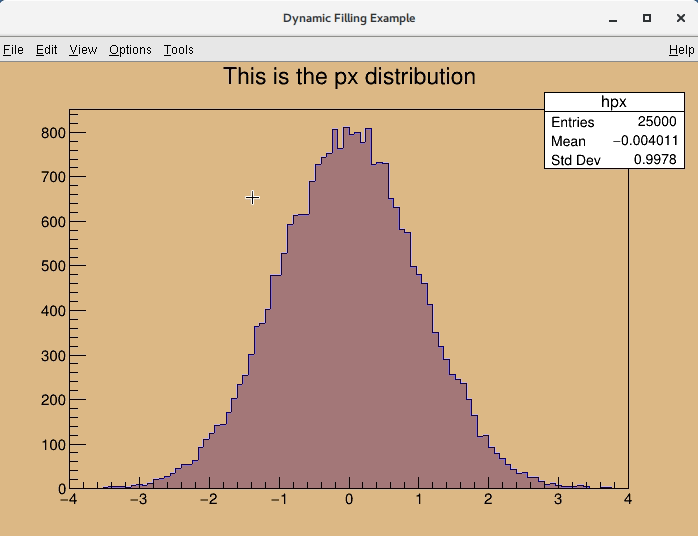 Dynamic Filling Example
File Edit View Options Tools Help
This is the px distribution
hpx
Entries 25000
Mean −0.004011
Std Dev 0.9978
800
700
600
500
400
300
200
100
0
−4 −3 −2 −1 0 1 2 3 4